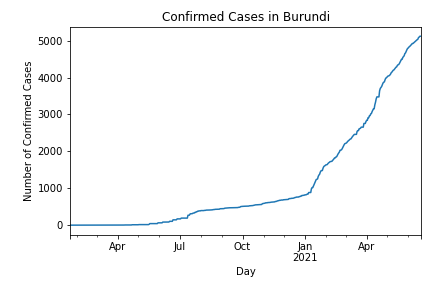 Confirmed Cases in Burundi
Number of Confirmed Cases
5000
4000
3000
2000
1000
0
Apr Jul Oct Jan Apr
2021
Day